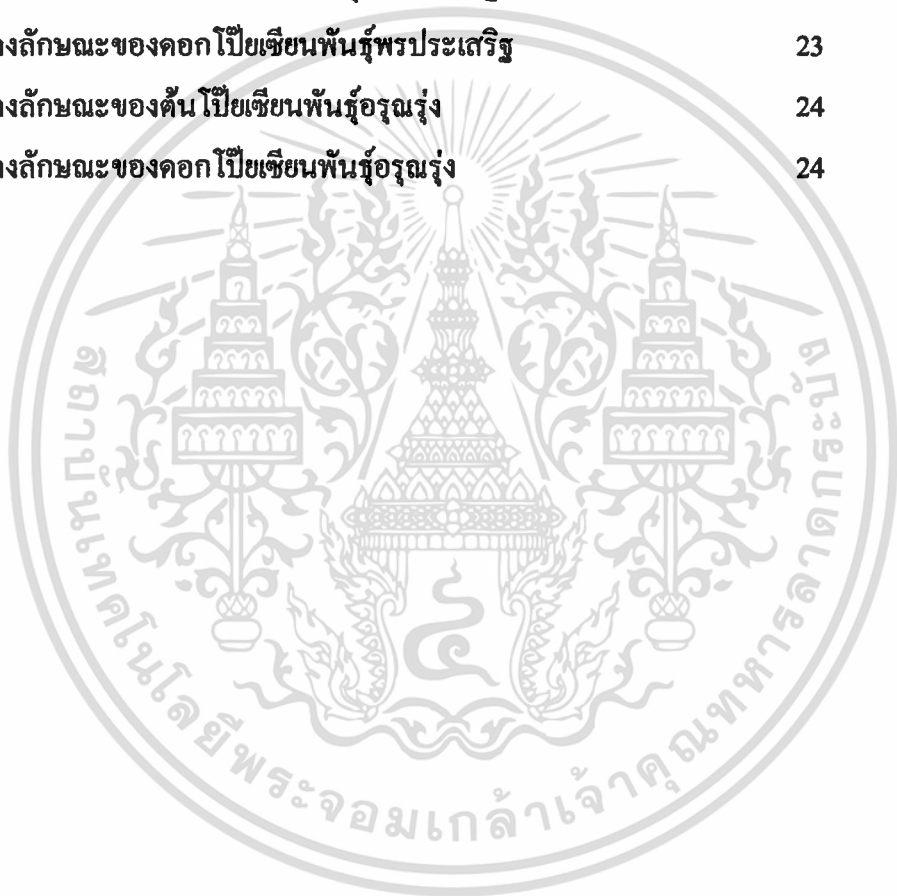 ลักษณะของดอกโป๊ยเซียนพันธุ์พรประเสริฐ 23
ลักษณะของต้นโป๊ยเซียนพันธุ์อรุณรุ่ง 24
ลักษณะของดอกโป๊ยเซียนพันธุ์อรุณรุ่ง 24
สถาบันเทคโนโลยีพระจอมเกล้าเจ้าคุณทหารลาดกระบัง
๔